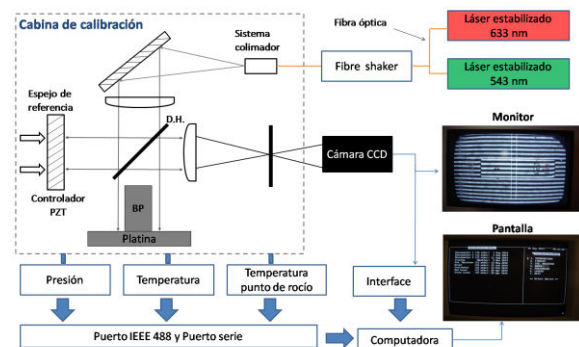 Cabina de calibración
Sistema
colimador
Fibra óptica
Láser estabilizado
633 nm
Fibre shaker
Láser estabilizado
543 nm
Espejo de
referencia
D.H.
Controlador
PZT
BP
Platina
Cámara CCD
Monitor
Pantalla
Presión
Temperatura
Temperatura
punto de rocío
Interface
Puerto IEEE 488 y Puerto serie
Computadora